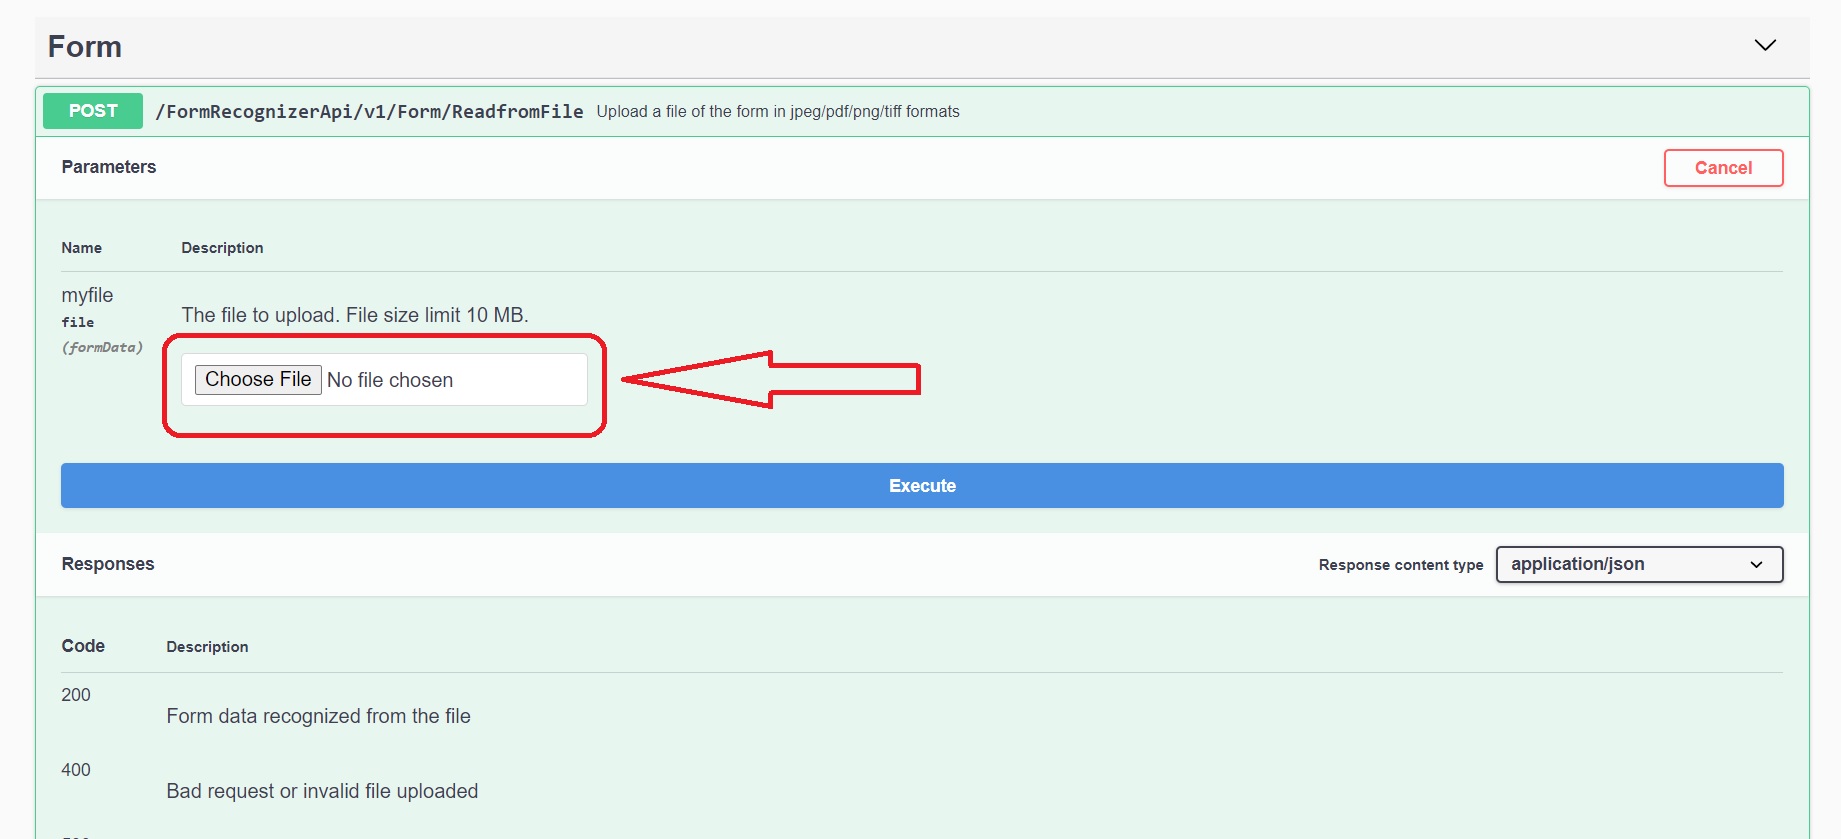 Form
POST /FormRecognizerApi/v1/Form/ReadfromFile Upload a file of the form in jpeg/pdf/png/tiff formats
Parameters Cancel
Name Description
myfile
file
(formData)
The file to upload. File size limit 10 MB.
Choose File No file chosen
Execute
Responses Response content type application/json
Code Description
200
Form data recognized from the file
400
Bad request or invalid file uploaded